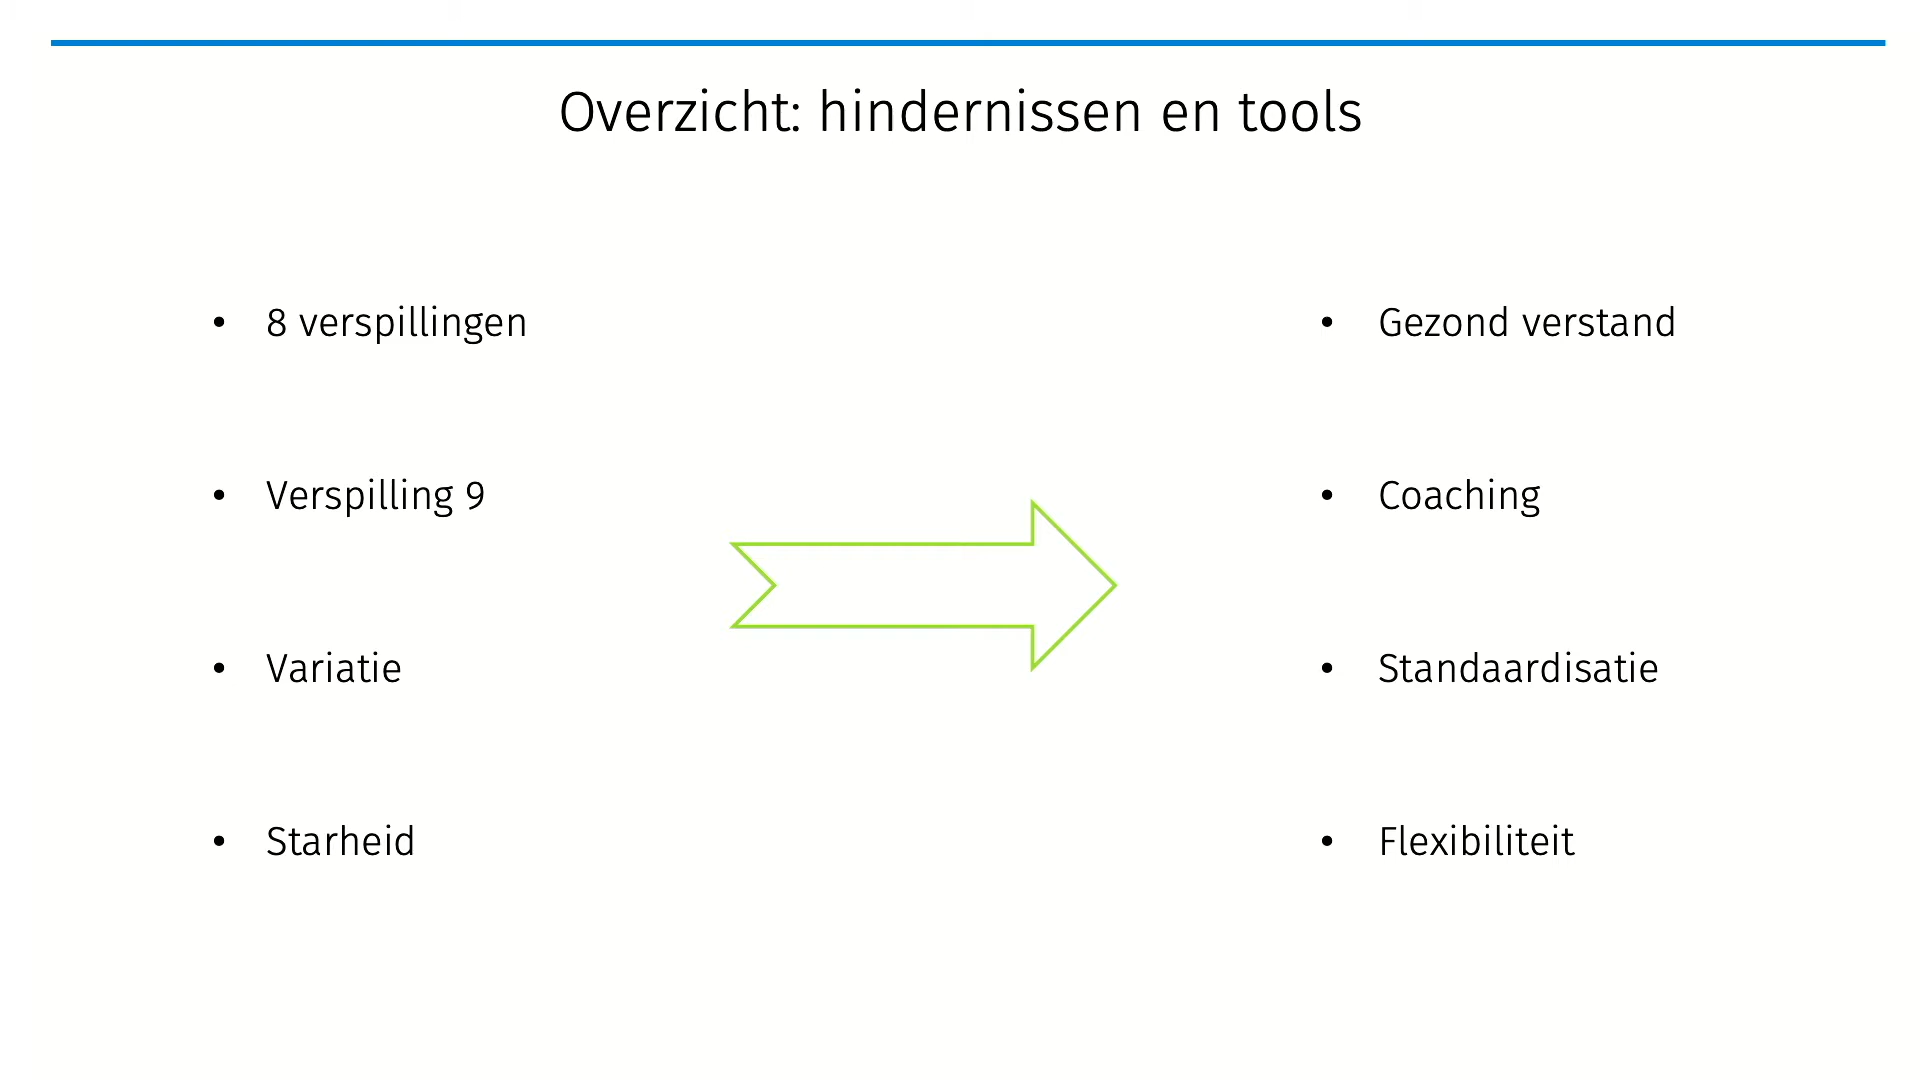 Overzicht: hindernissen en tools
• 8 verspillingen
• Verspilling 9
• Variatie
• Starheid
• Gezond verstand
• Coaching
• Standaardisatie
• Flexibiliteit